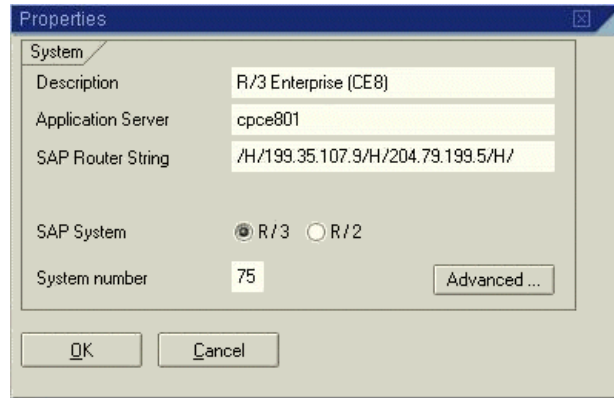 Properties
System
Description R/3 Enterprise (CE8)
Application Server cpce801
SAP Router String /H/199.35.107.9/H/204.79.199.5/H/
SAP System R/3 R/2
System number 75 Advanced ...
OK Cancel